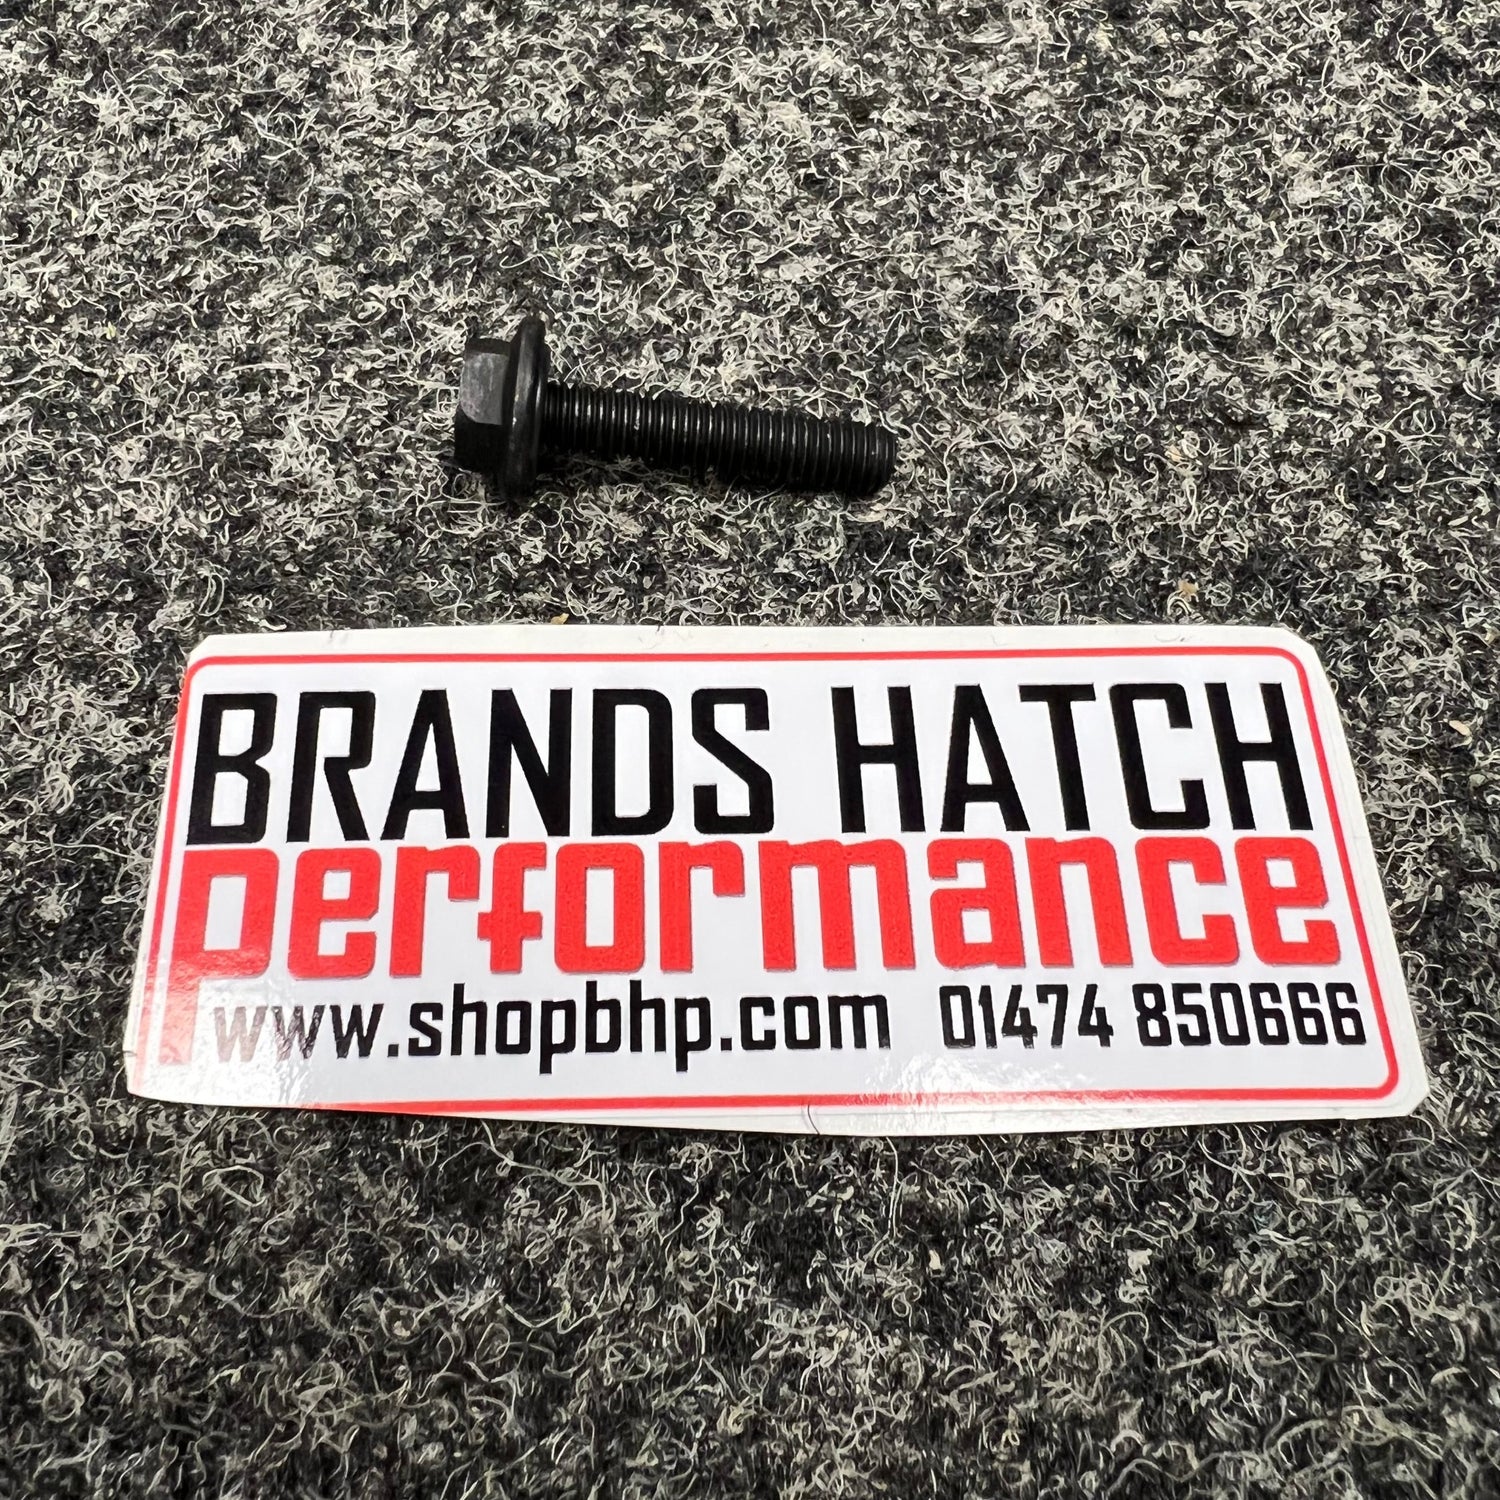 BRANDS HATCH
performance
www.shopbhp.com 01474 850666